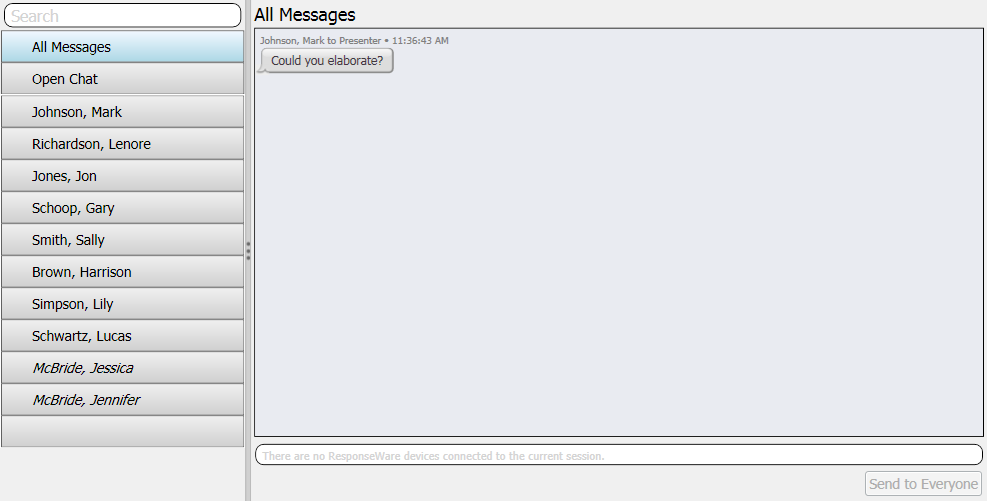 Search
All Messages
Open Chat
Johnson, Mark
Richardson, Lenore
Jones, Jon
Schoop, Gary
Smith, Sally
Brown, Harrison
Simpson, Lily
Schwartz, Lucas
McBride, Jessica
McBride, Jennifer
All Messages
Johnson, Mark to Presenter • 11:36:43 AM
Could you elaborate?
There are no ResponseWare devices connected to the current session.
Send to Everyone